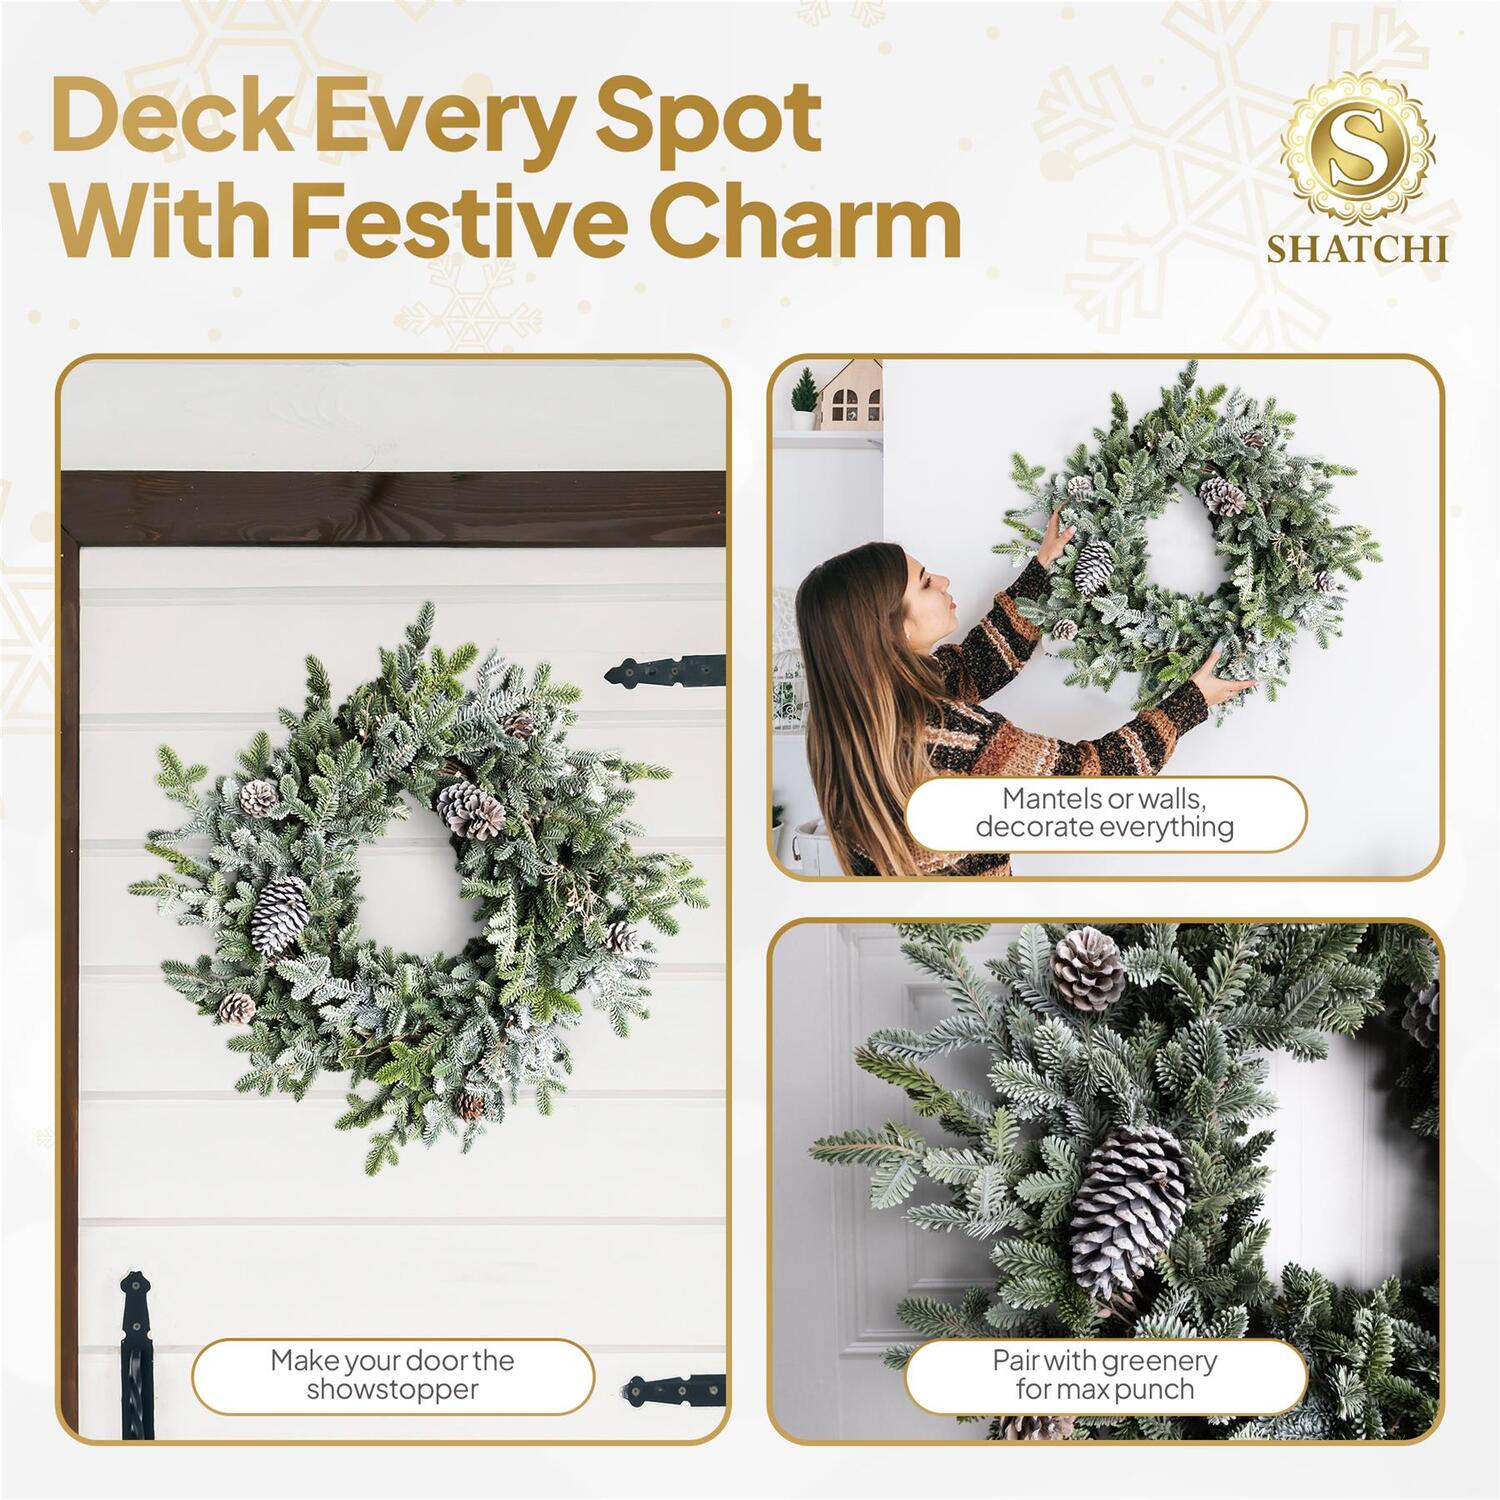 Deck Every Spot
With Festive Charm
S
SHATCHI
Make your door the
showstopper
Mantels or walls,
decorate everything
Pair with greenery
for max punch